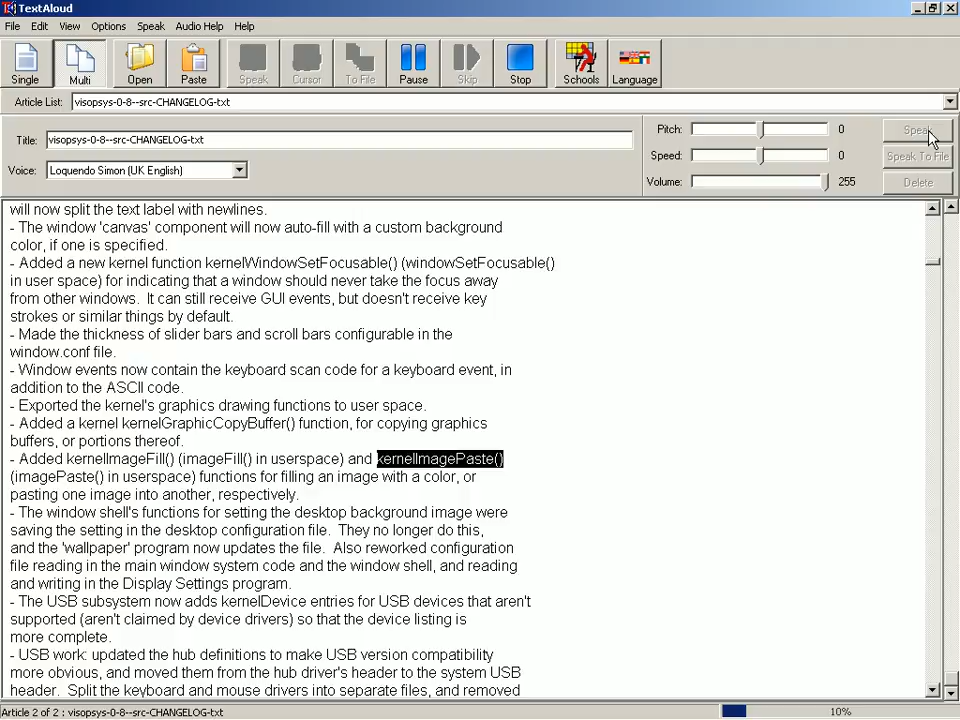 TextAloud
File Edit View Options Speak Audio Help Help
Single Multi Open Paste Speak Cursor To File Pause Skip Stop Schools Language
Article List: visopsys-0-8--src-CHANGELOG-txt
Title: visopsys-0-8--src-CHANGELOG-txt
Voice: Loquendo Simon (UK English)
Pitch: 0 Speak
Speed: 0 Speak To File
Volume: 255 Delete
will now split the text label with newlines.
- The window 'canvas' component will now auto-fill with a custom background
color, if one is specified.
- Added a new kernel function kernelWindowSetFocusable() (windowSetFocusable()
in user space) for indicating that a window should never take the focus away
from other windows.  It can still receive GUI events, but doesn't receive key
strokes or similar things by default.
- Made the thickness of slider bars and scroll bars configurable in the
window.conf file.
- Window events now contain the keyboard scan code for a keyboard event, in
addition to the ASCII code.
- Exported the kernel's graphics drawing functions to user space.
- Added a kernel kernelGraphicCopyBuffer() function, for copying graphics
buffers, or portions thereof.
- Added kernelImageFill() (imageFill() in userspace) and kernelImagePaste()
(imagePaste() in userspace) functions for filling an image with a color, or
pasting one image into another, respectively.
- The window shell's functions for setting the desktop background image were
saving the setting in the desktop configuration file.  They no longer do this,
and the 'wallpaper' program now updates the file.  Also reworked configuration
file reading in the main window system code and the window shell, and reading
and writing in the Display Settings program.
- The USB subsystem now adds kernelDevice entries for USB devices that aren't
supported (aren't claimed by device drivers) so that the device listing is
more complete.
- USB work: updated the hub definitions to make USB version compatibility
more obvious, and moved them from the hub driver's header to the system USB
header.  Split the keyboard and mouse drivers into separate files, and removed
Article 2 of 2 : visopsys-0-8--src-CHANGELOG-txt 10%